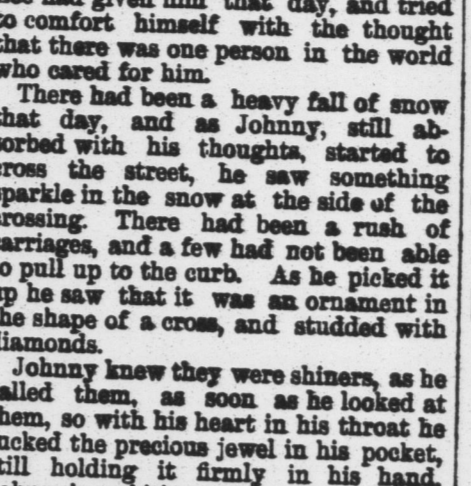 had given him that day, and tried
to comfort himself with the thought
that there was one person in the world
who cared for him.
There had been a heavy fall of snow
that day, and as Johnny, still ab-
sorbed with his thoughts, started to
cross the street, he saw something
sparkle in the snow at the side of the
crossing. There had been a rush of
carriages, and a few had not been able
to pull up to the curb. As he picked it
up he saw that it was an ornament in
the shape of a cross, and studded with
diamonds.
Johnny knew they were shiners, as he
called them, as soon as he looked at
them, so with his heart in his throat he
tucked the precious jewel in his pocket,
still holding it firmly in his hand.